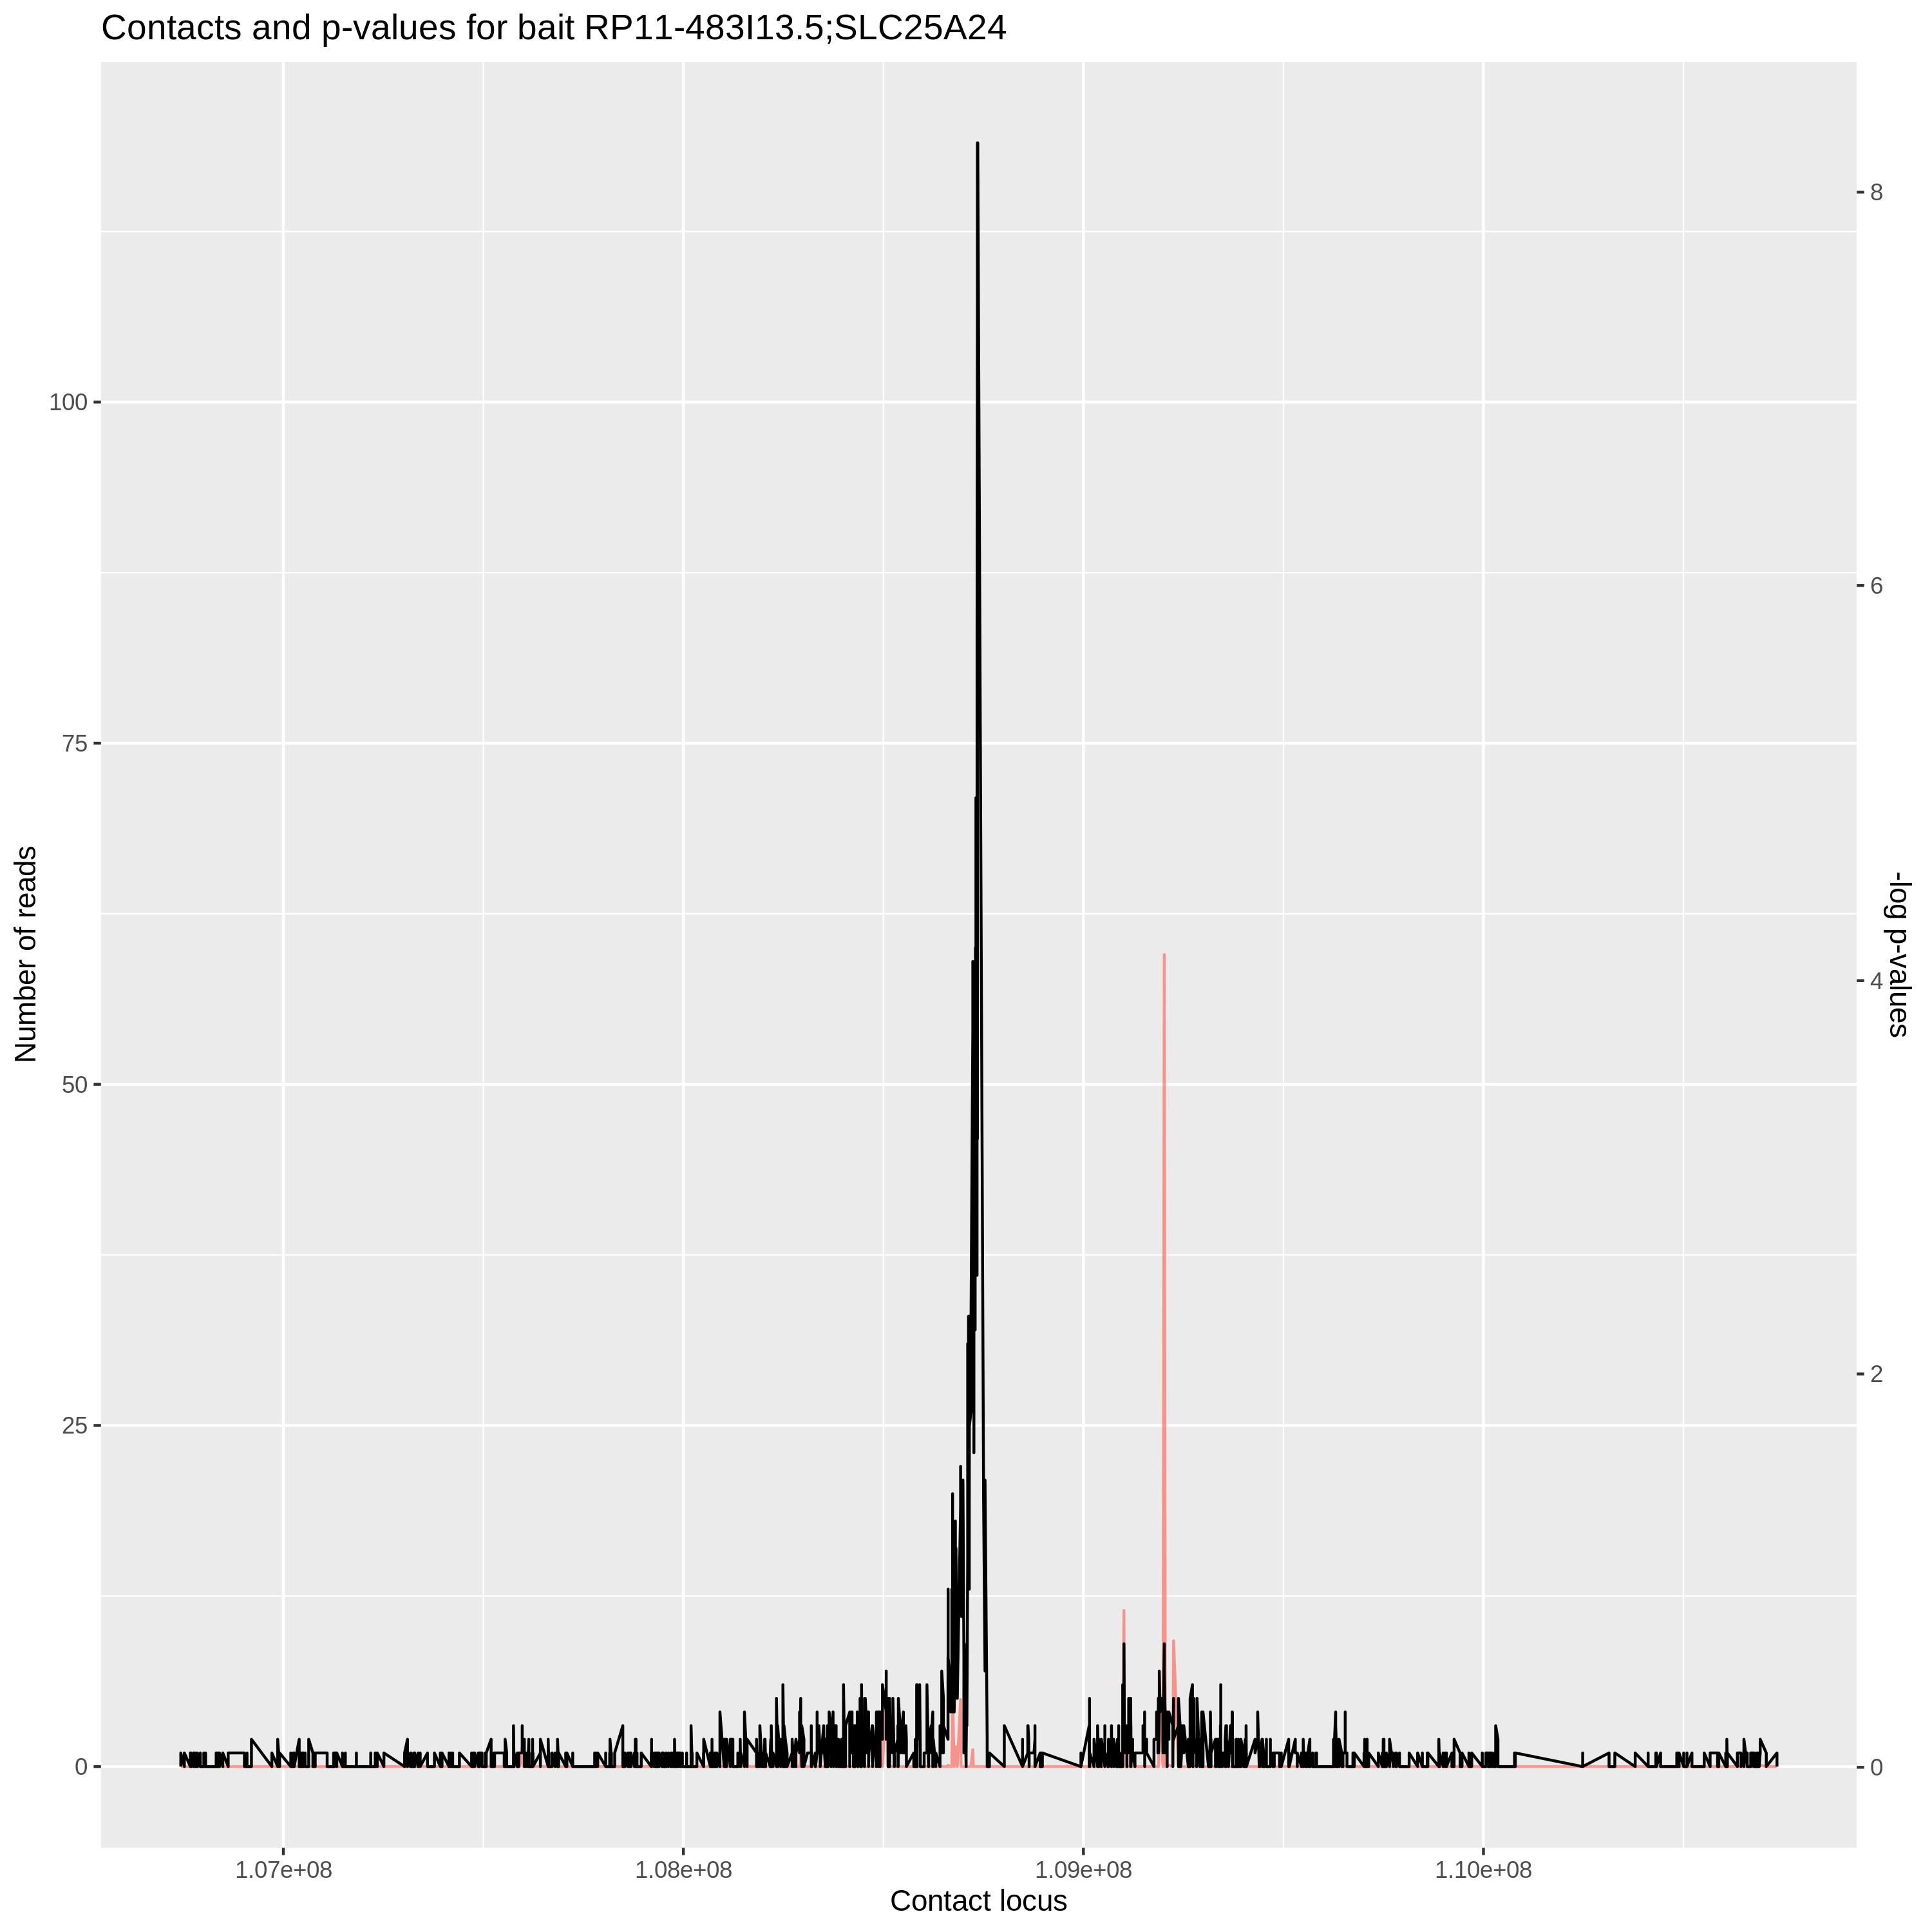 Contacts and p-values for bait RP11-483I13.5;SLC25A24
Number of reads
100
75
50
25
0
8
6
4
2
0
-log p-values
1.07e+08
1.08e+08
1.09e+08
1.10e+08
Contact locus